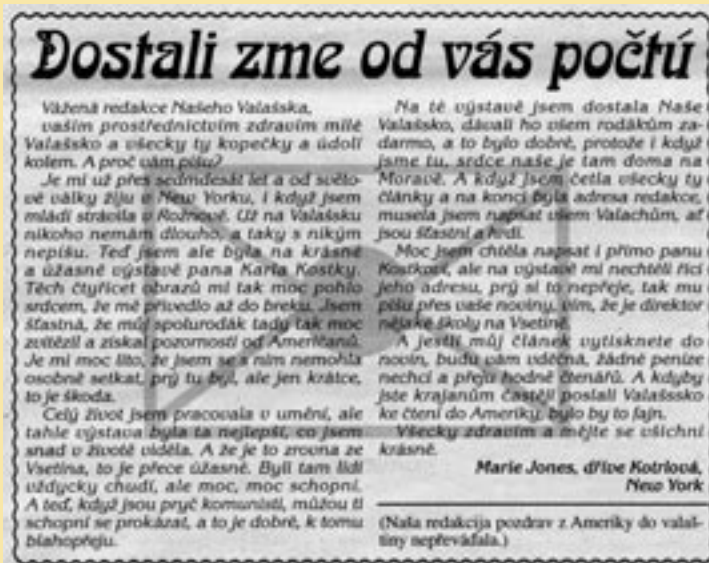 Dostali zme od vás počtú
Vážená redakce Našeho Valašska,
vaším prostřednictvím zdravím milé
Valašsko a všecky ty kopečky a údolí
kolem. A proč vám píšu?
Je mi už přes sedmdesát let a od světo-
vé války žiju v New Yorku, i když jsem
mládí strávila v Rožnově. Už na Valašsku
nikoho nemám dlouho, a taky s nikým
nepíšu. Teď jsem ale byla na krásné
a úžasné výstavě pana Karla Kostky.
Těch čtyřicet obrazů mi tak moc pohlo
srdcem, že mě přivedlo až do breku. Jsem
šťastná, že můj spolurodák tady tak moc
zvítězil a získal pozornosti od Američanů.
Je mi moc líto, že jsem se s ním nemohla
osobně setkat, prý tu byl, ale jen krátce,
to je škoda.
Celý život jsem pracovala v umění, ale
tahle výstava byla ta nejlepší, co jsem
snad v životě viděla. A že je to zrovna ze
Vsetína, to je přece úžasné. Byli tam lidi
vždycky chudí, ale moc, moc schopní.
A teď, když jsou pryč komunisti, můžou ti
schopní se prokázat, a to je dobré, k tomu
blahopřeju.
Na té výstavě jsem dostala Naše
Valašsko, dávali ho všem rodákům za-
darmo, a to bylo dobré, protože i když
jsme tu, srdce naše je tam doma na
Moravě. A když jsem četla všecky ty
články a na konci byla adresa redakce,
musela jsem napsat všem Valachům, ať
jsou šťastní a hrdí.
Moc jsem chtěla napsat i přímo panu
Kostkovi, ale na výstavě mi nechtěli říci
jeho adresu, prý si to nepřeje, tak mu
píšu přes vaše noviny, vím, že je direktor
nějaké školy na Vsetíně.
A jestli můj článek vytisknete do
novin, budu vám vděčná, žádné peníze
nechci a přeju hodně čtenářů. A kdyby
jste krajanům častěji poslali Valašssko
ke čtení do Ameriky, bylo by to fajn.
Všecky zdravím a mějte se všichni
krásně.
Marie Jones, dříve Kotrlová,
New York
(Naša redakcija pozdrav z Ameriky do valaš-
tiny nepřeváďala.)